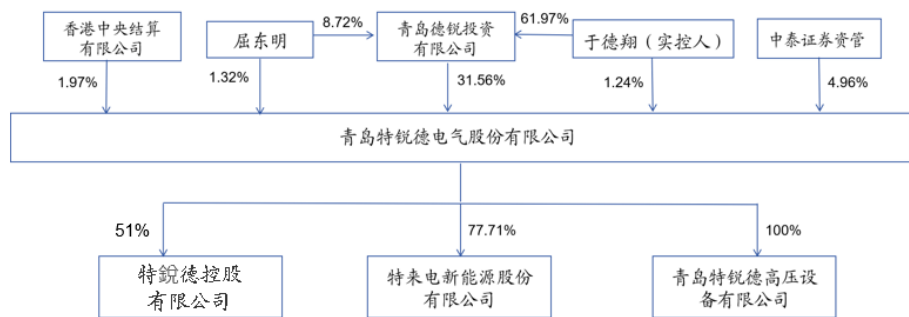 香港中央结算
有限公司
屈东明
8.72%
青岛德锐投资
有限公司
61.97%
于德翔（实控人）
中泰证券资管
1.97%
1.32%
31.56%
1.24%
4.96%
青岛特锐德电气股份有限公司
51%
77.71%
100%
特銳德控股
有限公司
特来电新能源股份
有限公司
青岛特锐德高压设
备有限公司